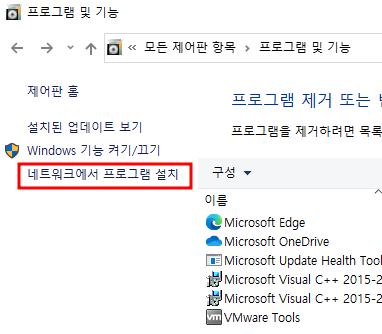 프로그램 및 기능
모든 제어판 항목 > 프로그램 및 기능
제어판 홈
프로그램 제거 또는
설치된 업데이트 보기
프로그램을 제거하려면 목록
Windows 기능 켜기/끄기
네트워크에서 프로그램 설치
구성
이름
Microsoft Edge
Microsoft OneDrive
Microsoft Update Health Tool
Microsoft Visual C++ 2015-2
Microsoft Visual C++ 2015-2
VMware Tools